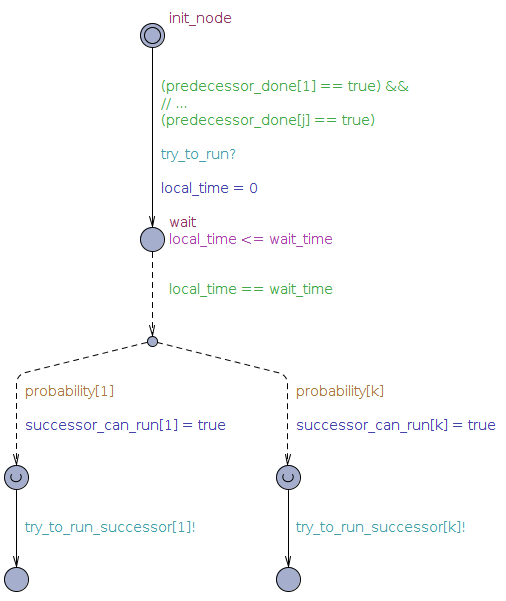 init_node
(predecessor_done[1] == true) &&
// ...
(predecessor_done[j] == true)
try_to_run?
local_time = 0
wait
local_time <= wait_time
local_time == wait_time
probability[1]
probability[k]
successor_can_run[1] = true
successor_can_run[k] = true
try_to_run_successor[1]!
try_to_run_successor[k]!